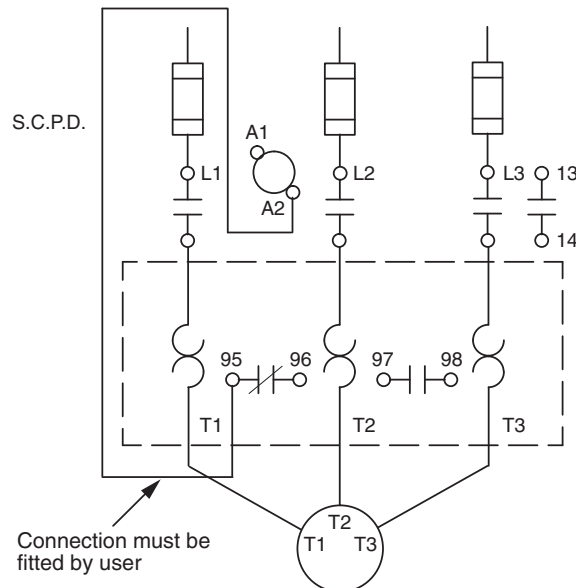 S.C.P.D.
A1
L1
A2
L2
L3
13
14
95
96
97
98
T1
T2
T3
T2
T1
T3
Connection must be
fitted by user